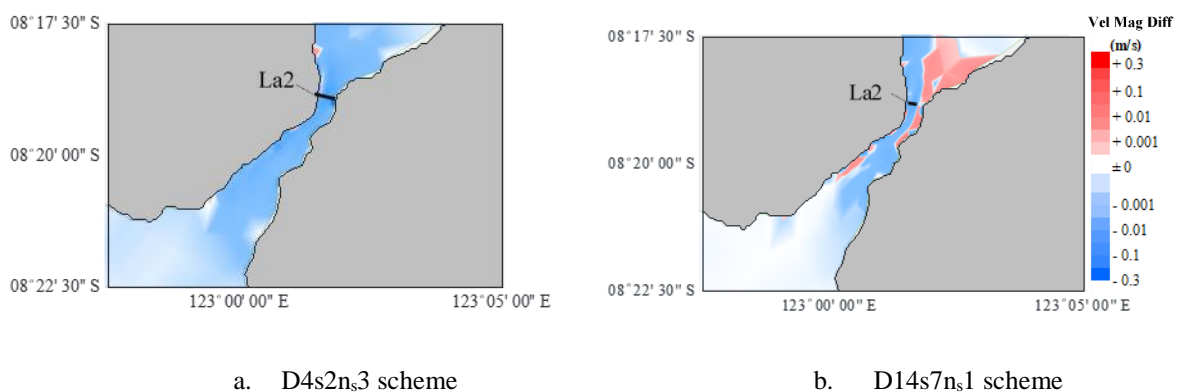 08°17' 30" S
La2
08°20' 00" S
08°22' 30" S
123°00' 00" E
123°05' 00" E
a. D4s2nₛ3 scheme
08°17' 30" S
La2
08°20' 00" S
08°22' 30" S
123°00' 00" E
123°05' 00" E
Vel Mag Diff
(m/s)
+ 0.3
+ 0.1
+ 0.01
+ 0.001
± 0
- 0.001
- 0.01
- 0.1
- 0.3
b. D14s7nₛ1 scheme